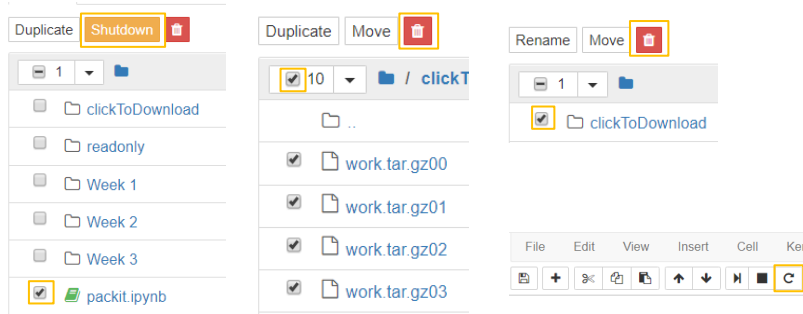 Duplicate Shutdown
1
clickToDownload
readonly
Week 1
Week 2
Week 3
packit.ipynb
Duplicate Move
10 / clickT
..
work.tar.gz00
work.tar.gz01
work.tar.gz02
work.tar.gz03
Rename Move
1
clickToDownload
File Edit View Insert Cell Ke